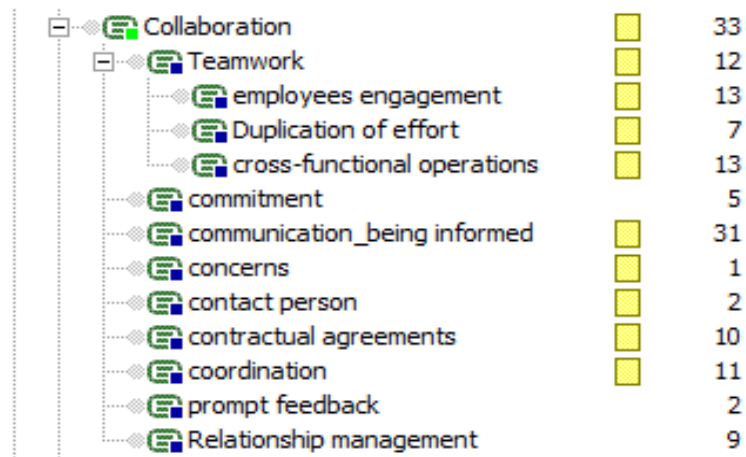 Collaboration 33
Teamwork 12
employees engagement 13
Duplication of effort 7
cross-functional operations 13
commitment 5
communication_being informed 31
concerns 1
contact person 2
contractual agreements 10
coordination 11
prompt feedback 2
Relationship management 9